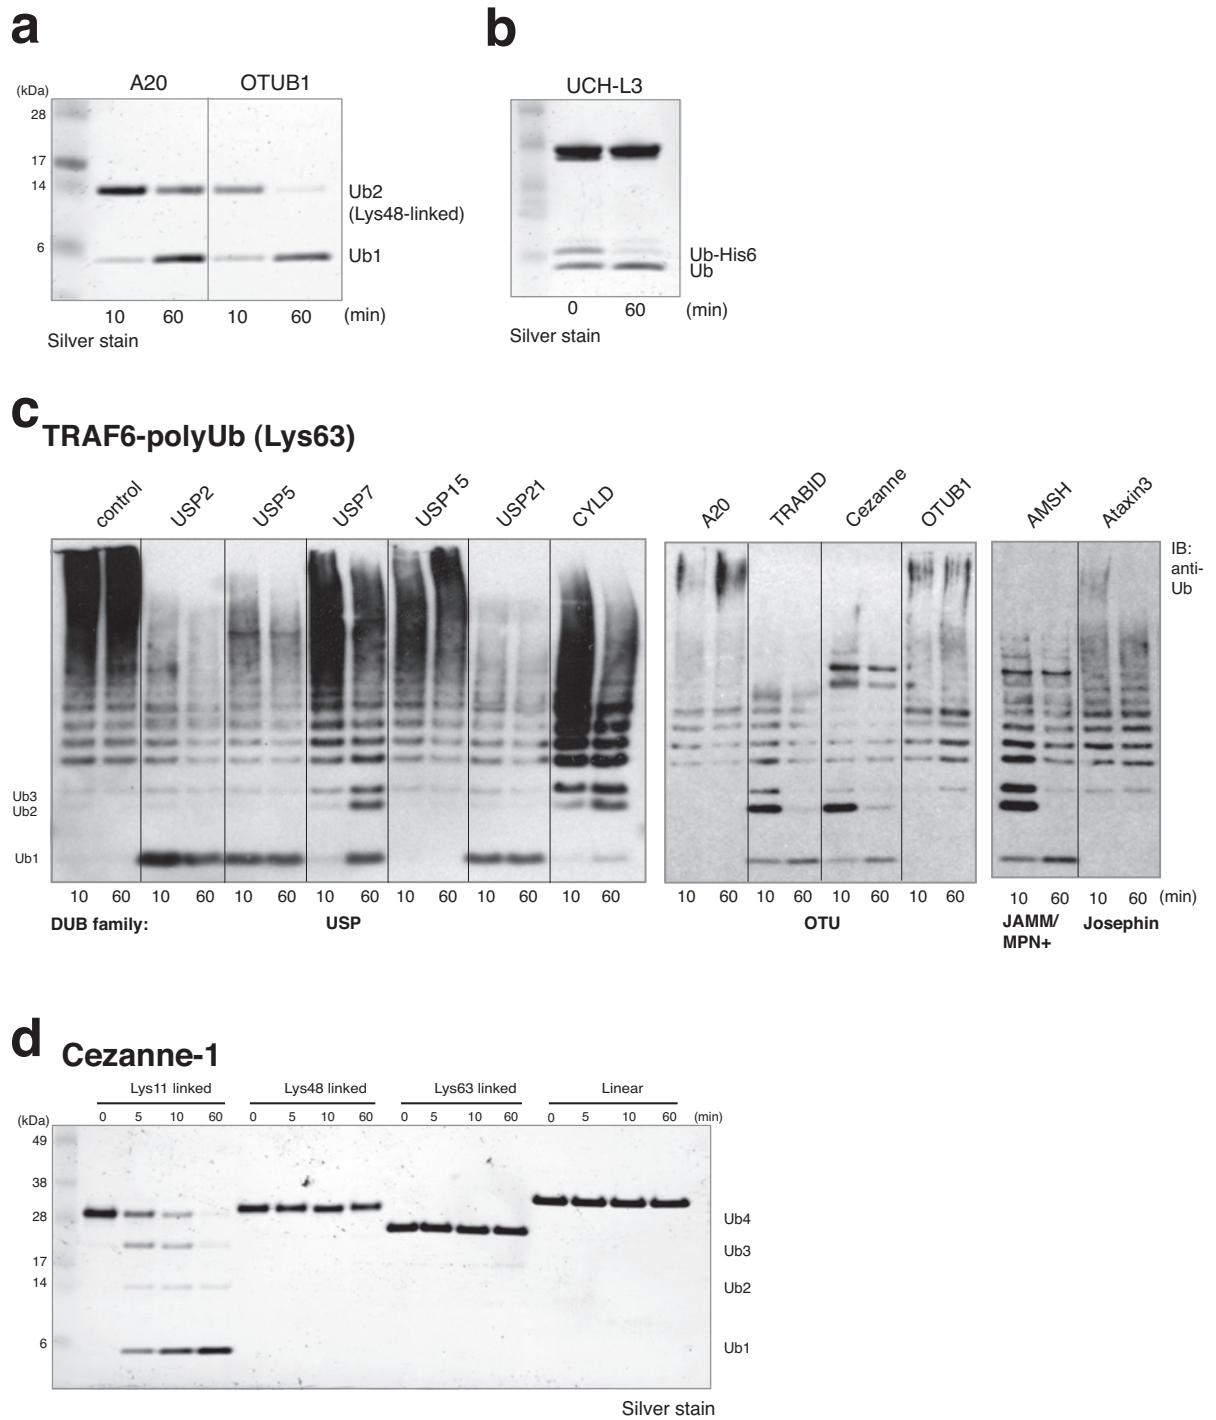 a
A20 OTUB1
(kDa)
28
17
14
6
Ub2
(Lys48-linked)
Ub1
10 60 10 60 (min)
Silver stain
b
UCH-L3
Ub-His6
Ub
0 60 (min)
Silver stain
c
TRAF6-polyUb (Lys63)
control USP2 USP5 USP7 USP15 USP21 CYLD A20 TRABID Cezanne OTUB1 AMSH Ataxin3
IB:
anti-
Ub
Ub3
Ub2
Ub1
10 60 10 60 10 60 10 60 10 60 10 60 10 60 10 60 10 60 10 60 10 60 10 60 10 60 (min)
DUB family: USP OTU JAMM/ Josephin
MPN+
d
Cezanne-1
Lys11 linked Lys48 linked Lys63 linked Linear
0 5 10 60 0 5 10 60 0 5 10 60 0 5 10 60 (min)
(kDa)
49
38
28
17
14
6
Ub4
Ub3
Ub2
Ub1
Silver stain